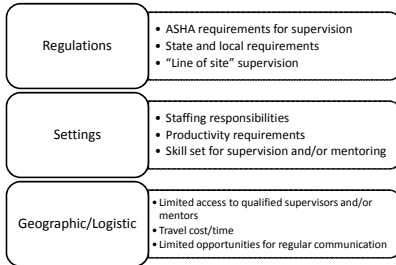 Regulations
• ASHA requirements for supervision
• State and local requirements
• “Line of site” supervision
Settings
• Staffing responsibilities
• Productivity requirements
• Skill set for supervision and/or mentoring
Geographic/Logistic
• Limited access to qualified supervisors and/or
mentors
• Travel cost/time
• Limited opportunities for regular communication